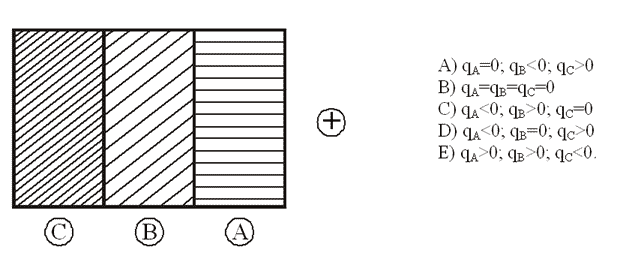 +
A) qA=0; qB<0; qC>0
B) qA=qB=qC=0
C) qA<0; qB>0; qC=0
D) qA<0; qB=0; qC>0
E) qA>0; qB>0; qC<0.
C B A